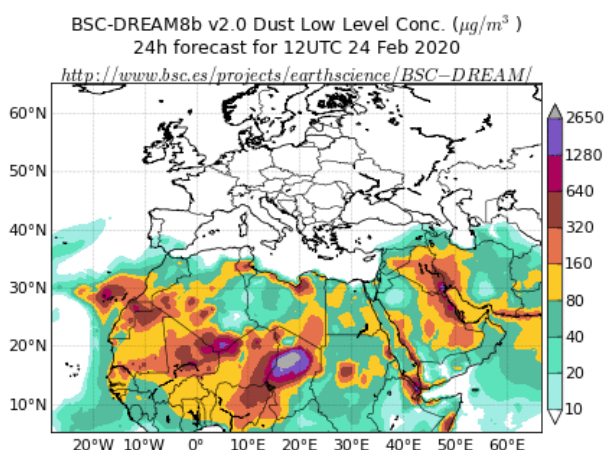 BSC-DREAM8b v2.0 Dust Low Level Conc. (μg/m³ )
24h forecast for 12UTC 24 Feb 2020
http://www.bsc.es/projects/earthscience/BSC−DREAM/
60°N
50°N
40°N
30°N
20°N
10°N
20°W 10°W 0° 10°E 20°E 30°E 40°E 50°E 60°E
2650
1280
640
320
160
80
40
20
10